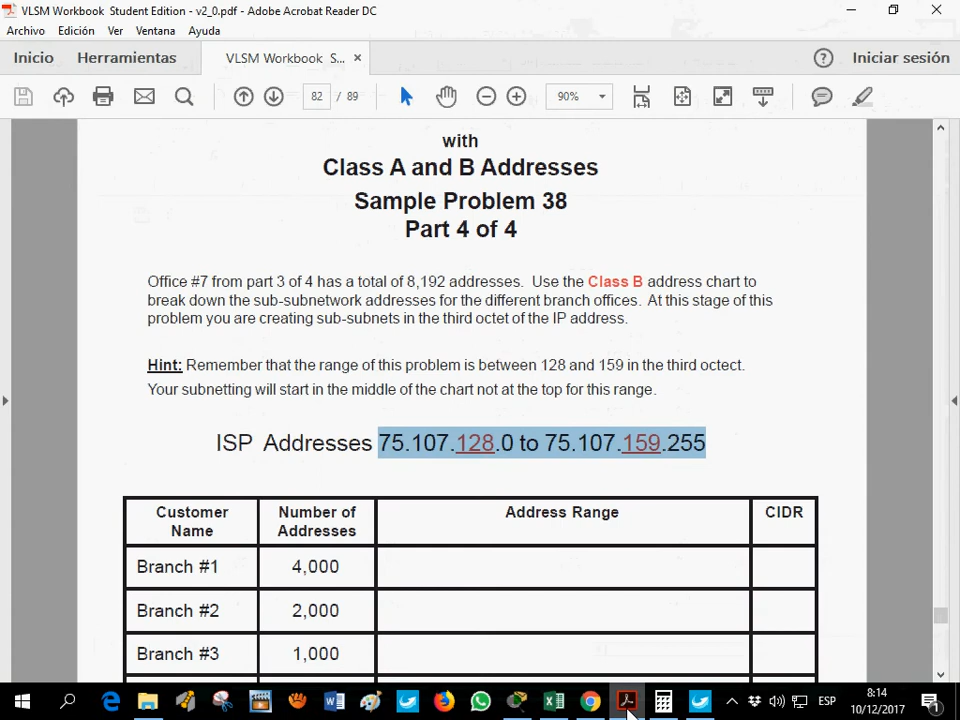 VLSM Workbook  Student Edition - v2_0.pdf - Adobe Acrobat Reader DC
Archivo Edición Ver Ventana Ayuda
Inicio Herramientas VLSM Workbook S... × ? Iniciar sesión
82 / 89 90%
with
Class A and B Addresses
Sample Problem 38
Part 4 of 4
Office #7 from part 3 of 4 has a total of 8,192 addresses.  Use the Class B address chart to
break down the sub-subnetwork addresses for the different branch offices.  At this stage of this
problem you are creating sub-subnets in the third octet of the IP address.
Hint: Remember that the range of this problem is between 128 and 159 in the third octect.
Your subnetting will start in the middle of the chart not at the top for this range.
ISP  Addresses 75.107.128.0 to 75.107.159.255
Customer Name Number of Addresses Address Range CIDR
Branch #1 4,000
Branch #2 2,000
Branch #3 1,000
ESP 8:14
10/12/2017 1